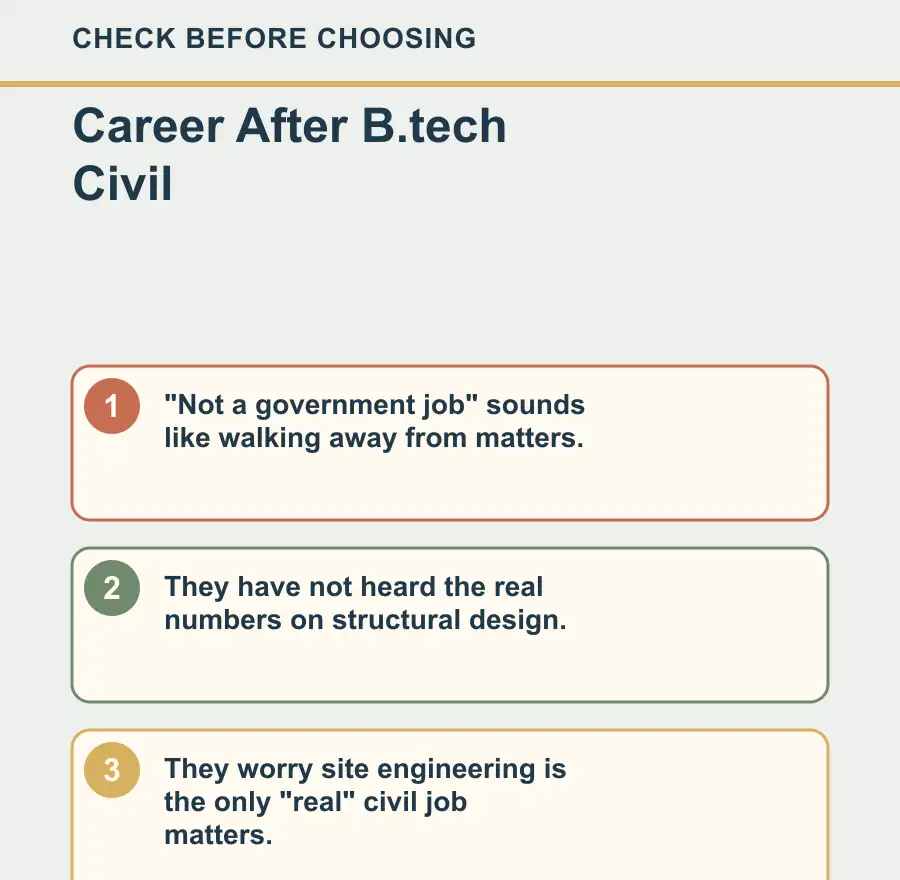 CHECK BEFORE CHOOSING
Career After B.tech
Civil
1
"Not a government job" sounds
like walking away from matters.
2
They have not heard the real
numbers on structural design.
3
They worry site engineering is
the only "real" civil job
matters.